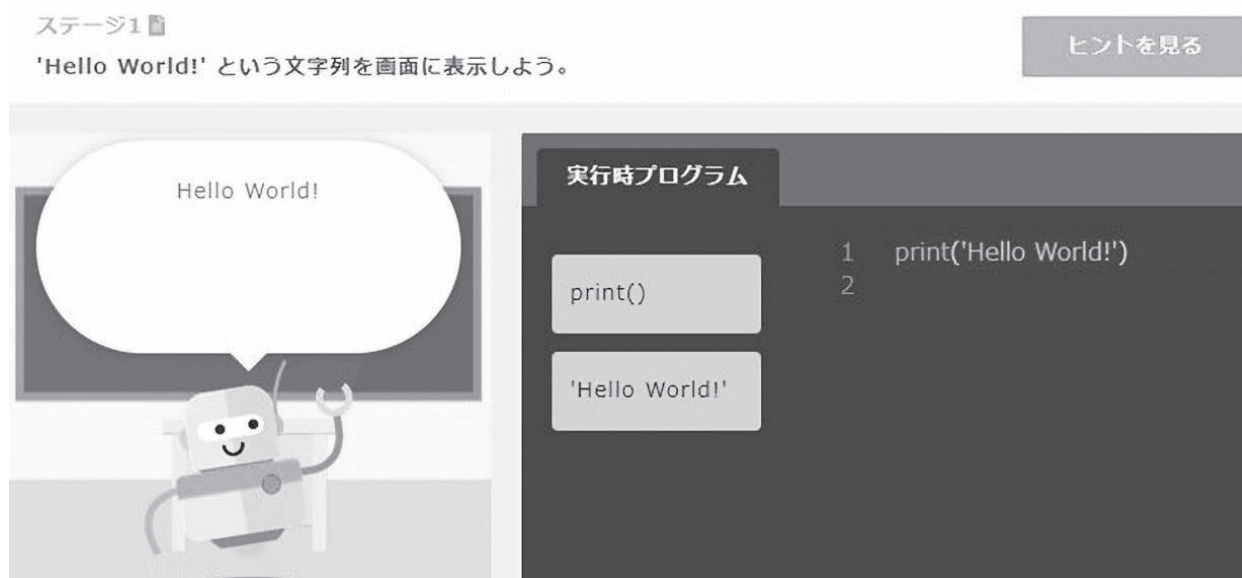 ステージ1
'Hello World!' という文字列を画面に表示しよう。
ヒントを見る
Hello World!
実行時プログラム
print()
'Hello World!'
1 print('Hello World!')
2